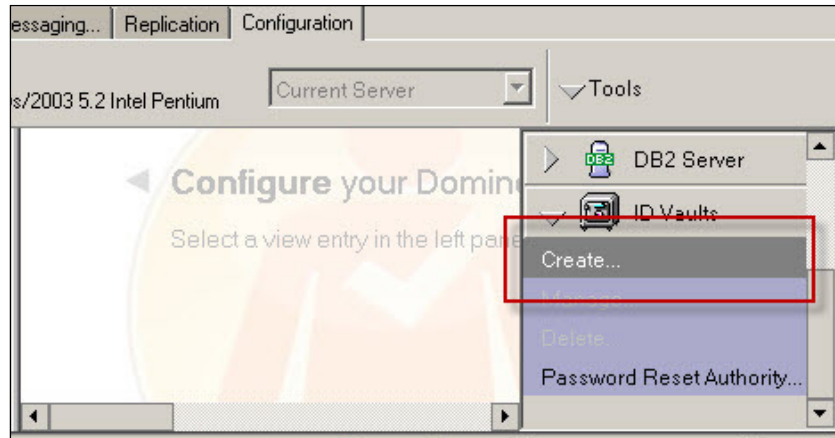 essaging... Replication Configuration
s/2003 5.2 Intel Pentium Current Server Tools
DB2 Server
Configure your Domin
ID Vaults
Select a view entry in the left pane
Create...
Manage...
Delete...
Password Reset Authority...